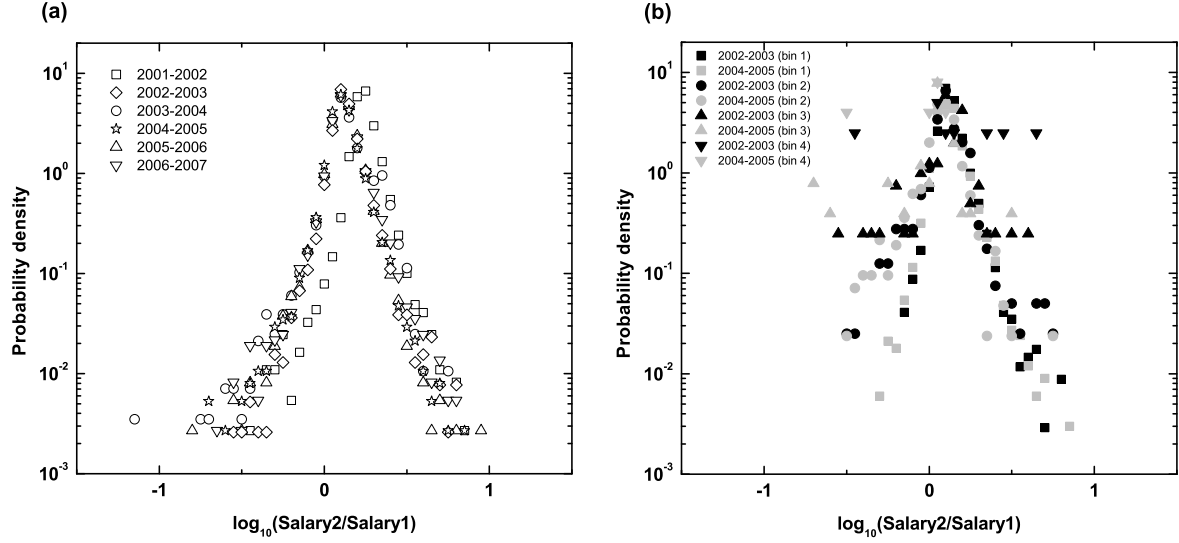 (a)
2001-2002
2002-2003
2003-2004
2004-2005
2005-2006
2006-2007
10^1
10^0
10^-1
10^-2
10^-3
Probability density
-1 0 1
log_10(Salary2/Salary1)
(b)
2002-2003 (bin 1)
2004-2005 (bin 1)
2002-2003 (bin 2)
2004-2005 (bin 2)
2002-2003 (bin 3)
2004-2005 (bin 3)
2002-2003 (bin 4)
2004-2005 (bin 4)
10^1
10^0
10^-1
10^-2
10^-3
Probability density
-1 0 1
log_10(Salary2/Salary1)